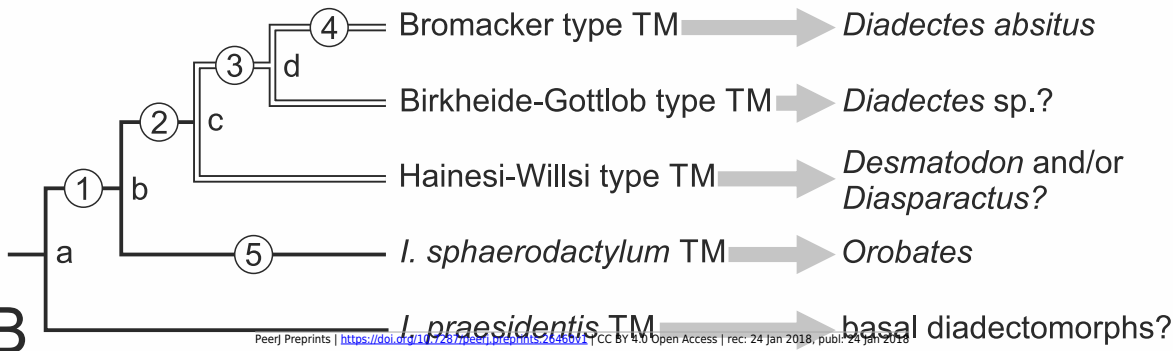 4 Bromacker type TM Diadectes absitus
3 d
Birkheide-Gottlob type TM Diadectes sp.?
2 c
Hainesi-Willsi type TM Desmatodon and/or
Diasparactus?
1 b
5 I. sphaerodactylum TM Orobates
a
B I. praesidentis TM basal diadectomorphs?
PeerJ Preprints | https://doi.org/10.7287/peerj.preprints.26460v1 | CC BY 4.0 Open Access | rec: 24 Jan 2018, publ: 24 Jan 2018